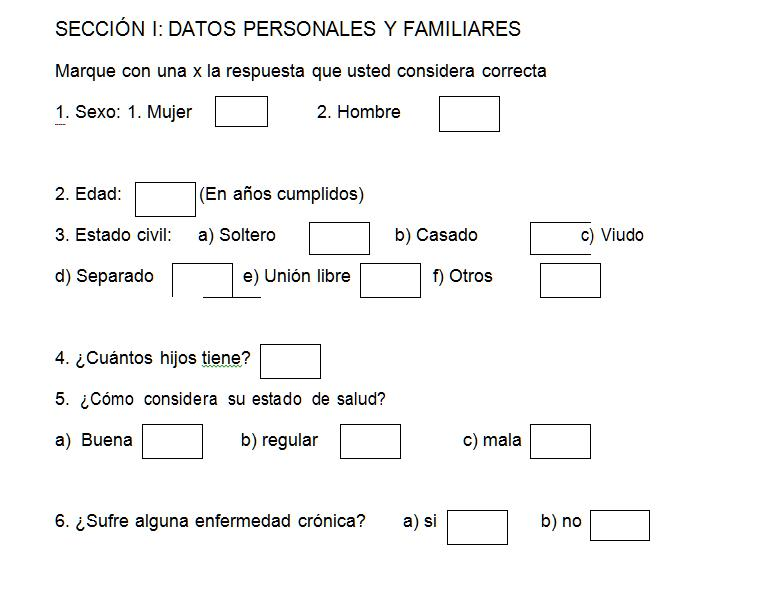 SECCIÓN I: DATOS PERSONALES Y FAMILIARES
Marque con una x la respuesta que usted considera correcta
1. Sexo: 1. Mujer 2. Hombre
2. Edad: (En años cumplidos)
3. Estado civil: a) Soltero b) Casado c) Viudo
d) Separado e) Unión libre f) Otros
4. ¿Cuántos hijos tiene?
5. ¿Cómo considera su estado de salud?
a) Buena b) regular c) mala
6. ¿Sufre alguna enfermedad crónica? a) si b) no